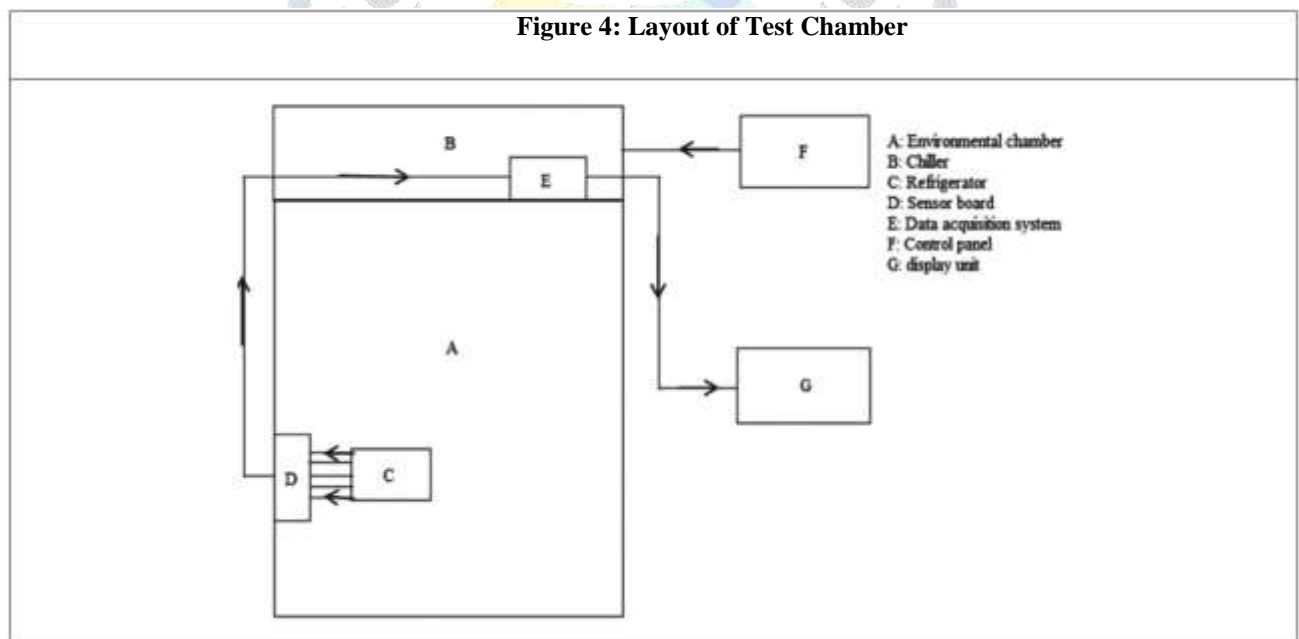 Figure 4: Layout of Test Chamber
B
E
F
A: Environmental chamber
B: Chiller
C: Refrigerator
D: Sensor board
E: Data acquisition system
F: Control panel
G: display unit
A
G
D
C